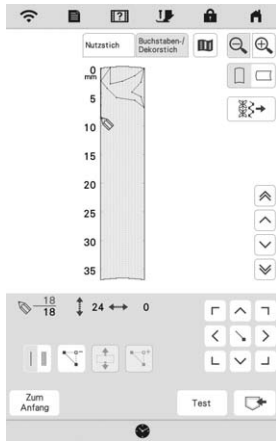 ?
Nutzstich
Buchstaben-/
Dekorstich
0
mm
5
10
15
20
25
30
35
18
18
24
0
Zum
Anfang
Test